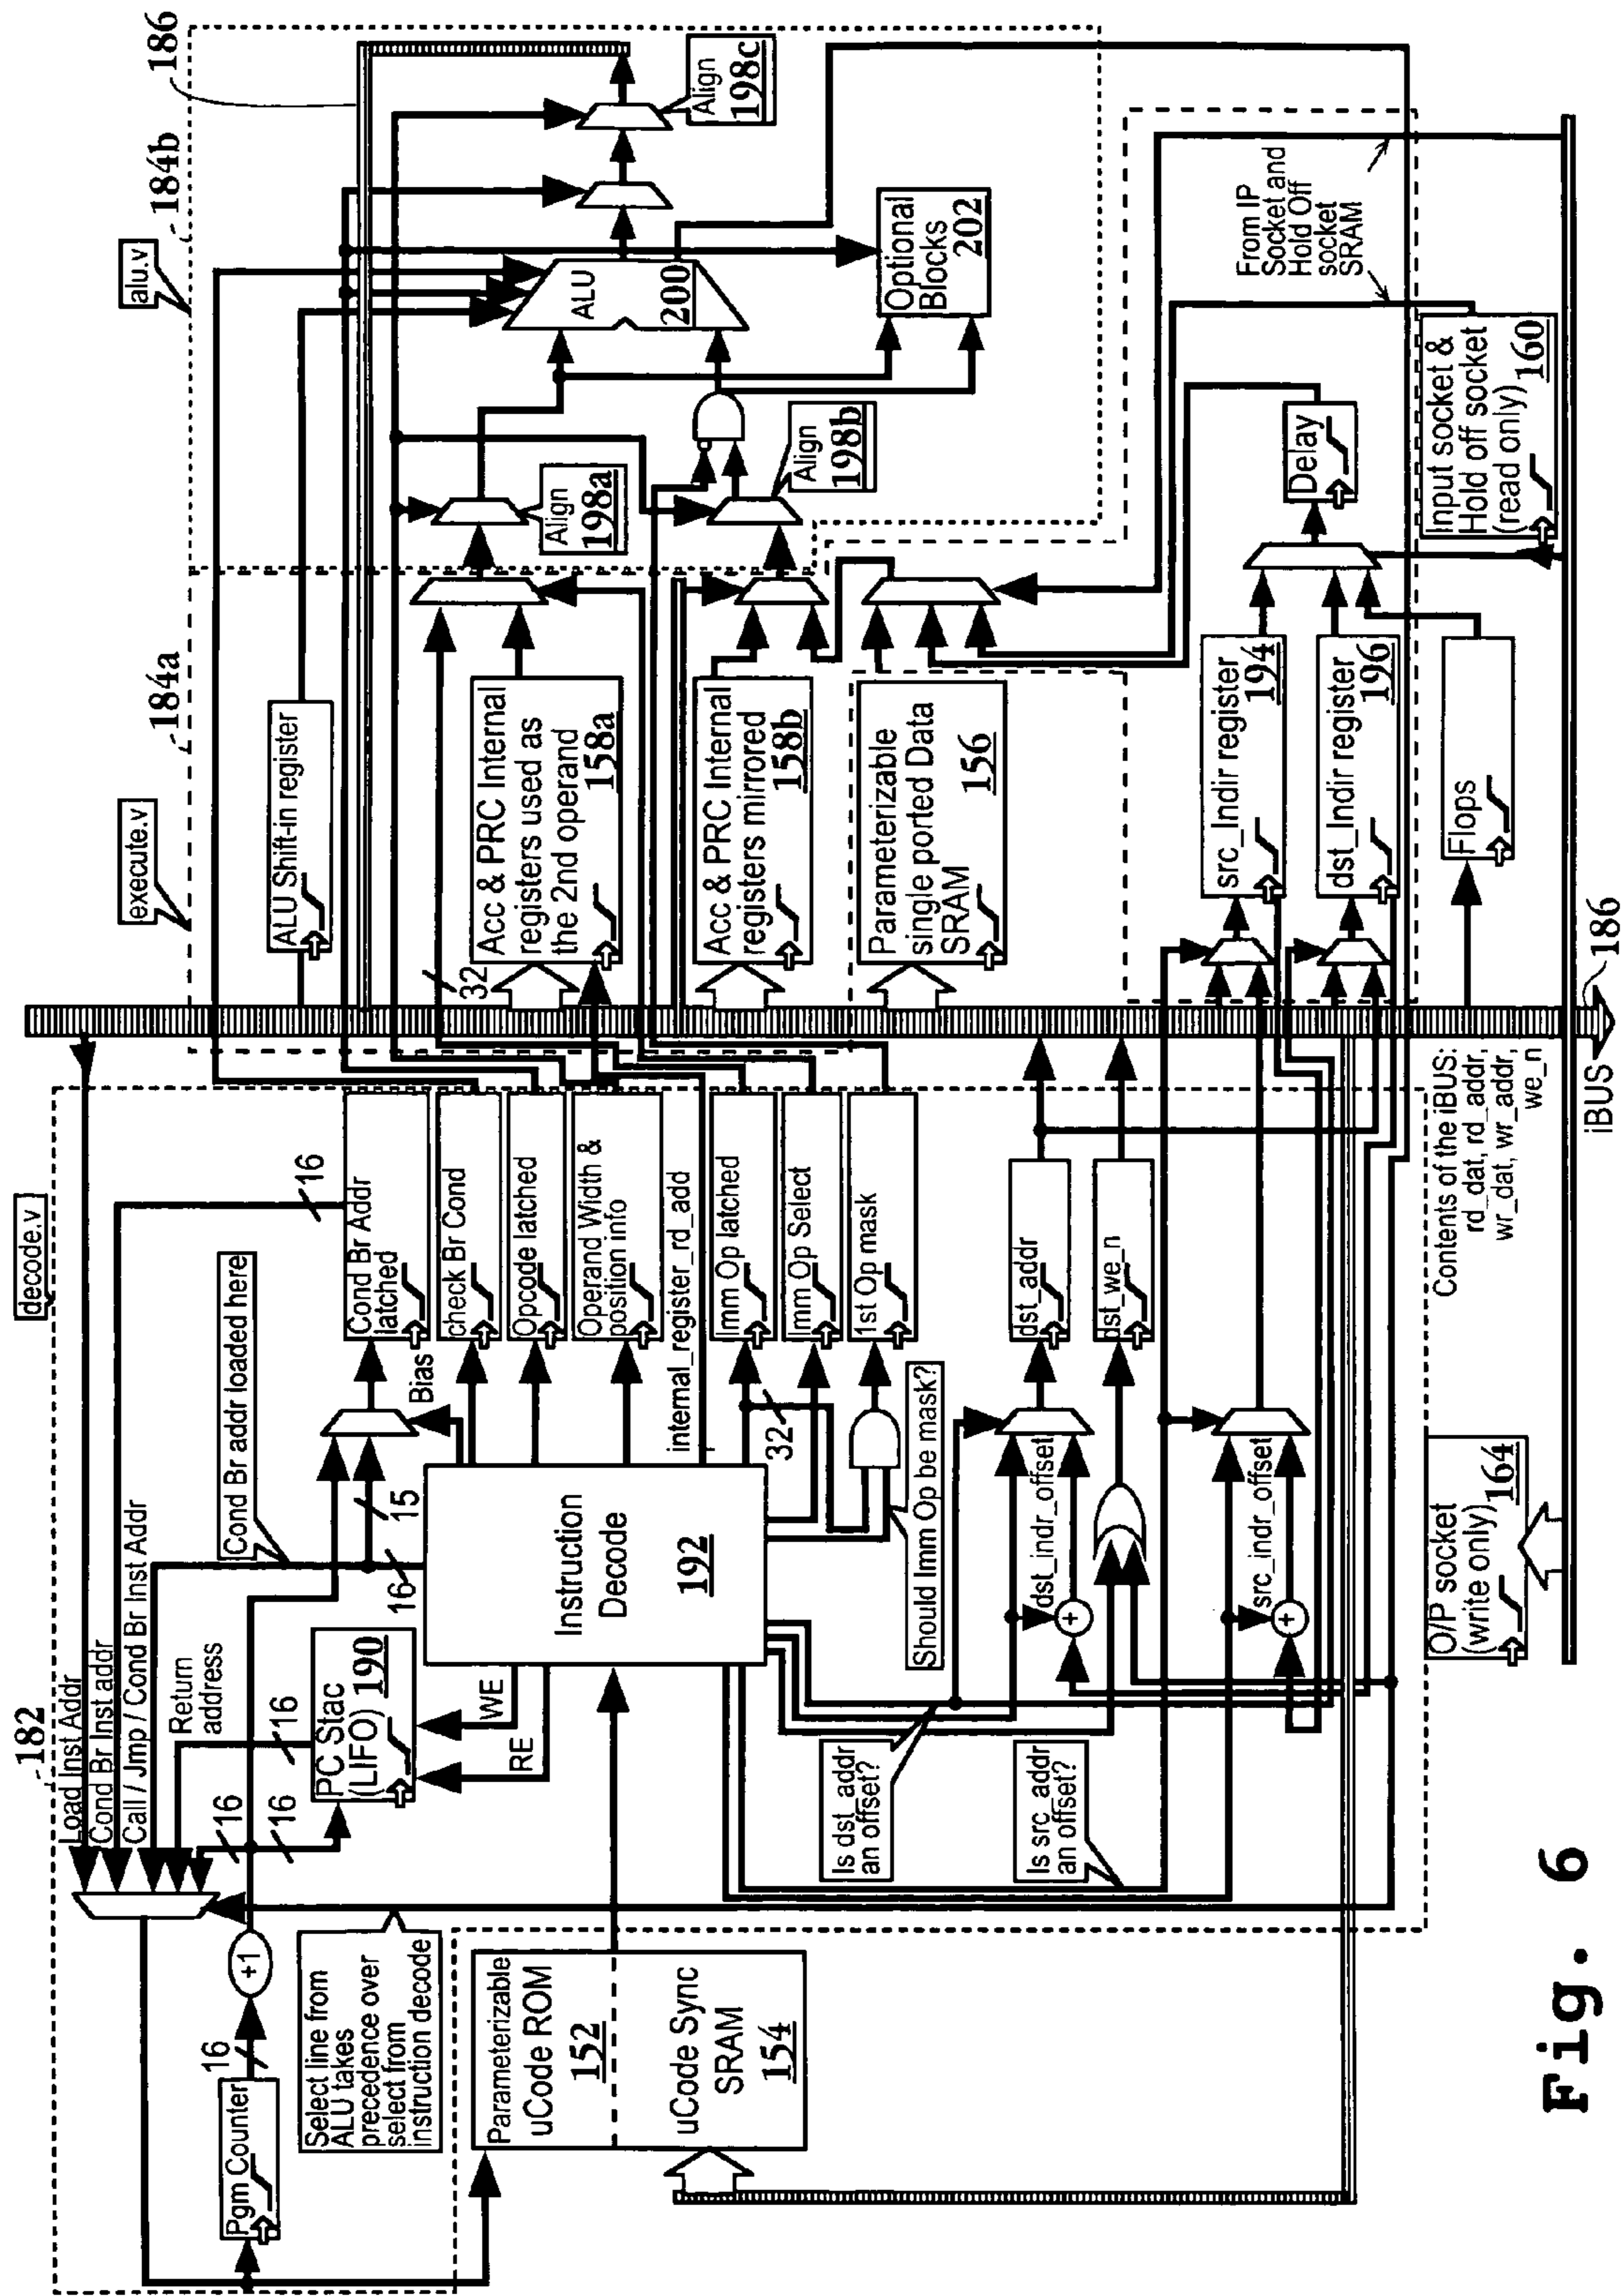 decode.v
182
execute.v
184a
alu.v
184b
186
Load Inst Addr
Cond Br Inst addr
Call / Jmp / Cond Br Inst Addr
Return
address
16
16
16
Pgm Counter
16
+1
Select line from
ALU takes
precedence over
select from
instruction decode
PC Stac
(LIFO) 190
WE
RE
Cond Br addr loaded here
16
15
Bias
16
Cond Br Addr
latched
check Br Cond
Opcode latched
Operand Width &
position info
internal_register_rd_add
Imm Op latched
Imm Op Select
1st Op mask
32
Should Imm Op be mask?
Instruction
Decode
192
Parameterizable
uCode ROM
152
uCode Sync
SRAM
154
Is dst_addr
an offset?
Is src_addr
an offset?
dst_indr_offset
+
src_indr_offset
+
dst_addr
dst_we_n
O/P socket
(write only) 164
ALU Shift-in register
32
Acc & PRC Internal
registers used as
the 2nd operand
158a
Acc & PRC Internal
registers mirrored
158b
Parameterizable
single ported Data
SRAM
156
src_Indir register
194
dst_Indir register
196
Flops
Align
198a
Align
198b
Align
198c
ALU
200
Optional
Blocks
202
Delay
From IP
Socket and
Hold Off
socket
SRAM
Input socket &
Hold off socket
(read only) 160
Contents of the iBUS:
rd_dat, rd_addr,
wr_dat, wr_addr,
we_n
iBUS
186
Fig. 6